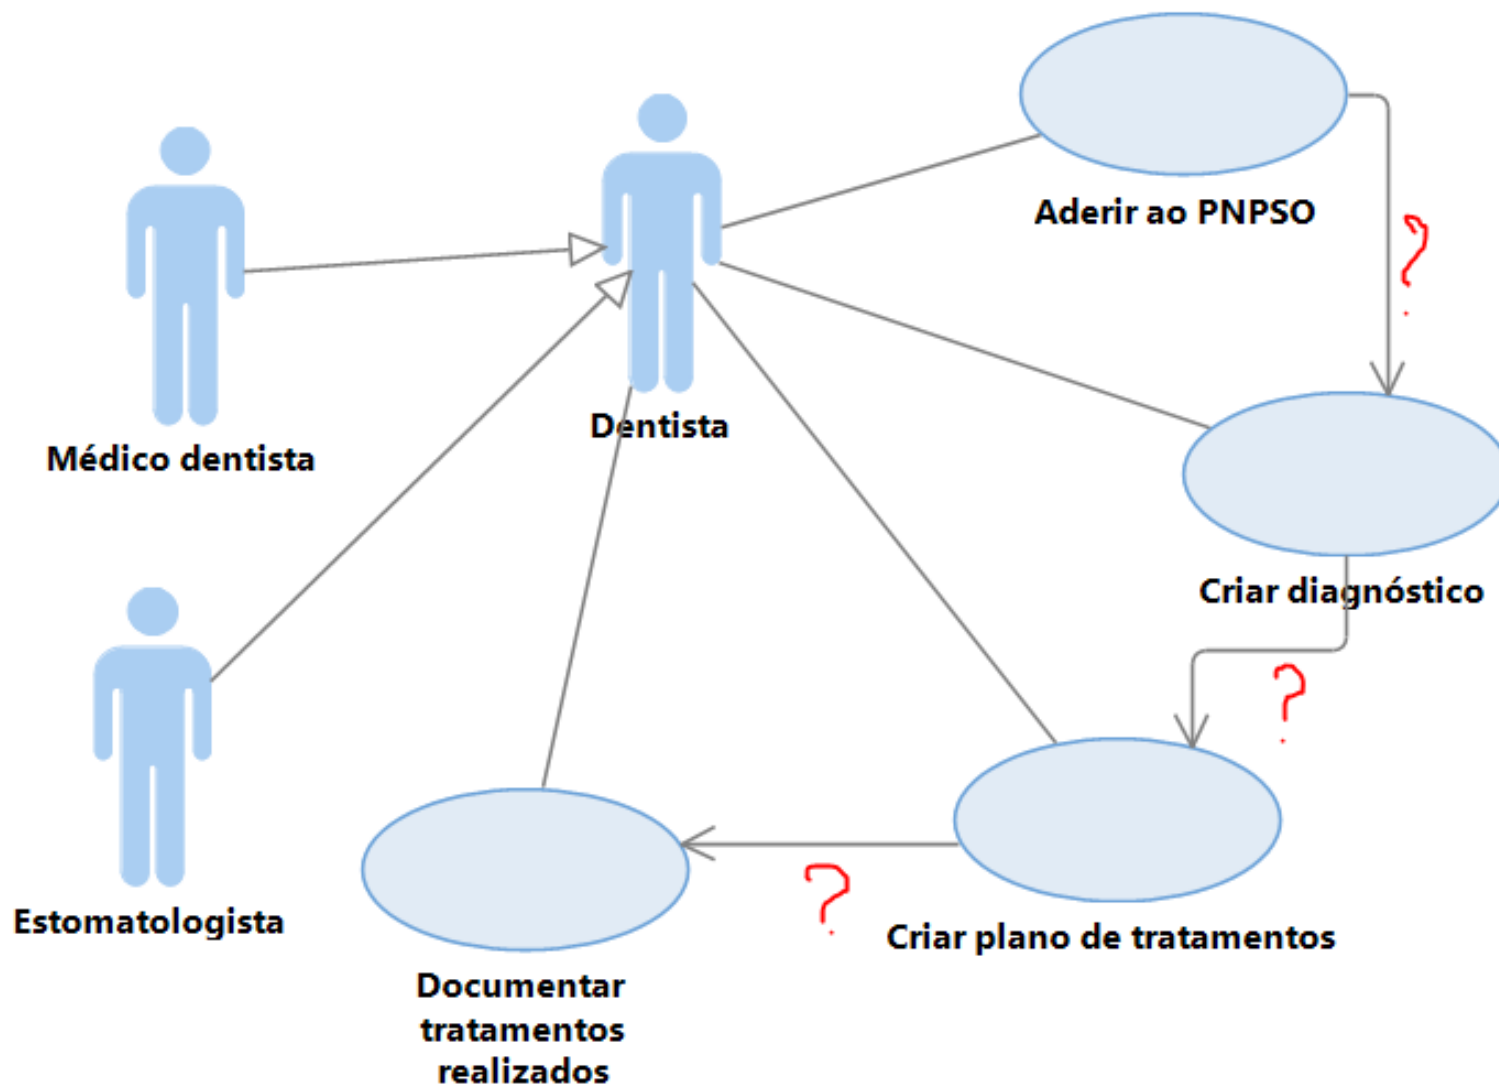 Aderir ao PNPSO
?
Dentista
Médico dentista
Criar diagnóstico
?
?
Estomatologista
Criar plano de tratamentos
Documentar
tratamentos
realizados